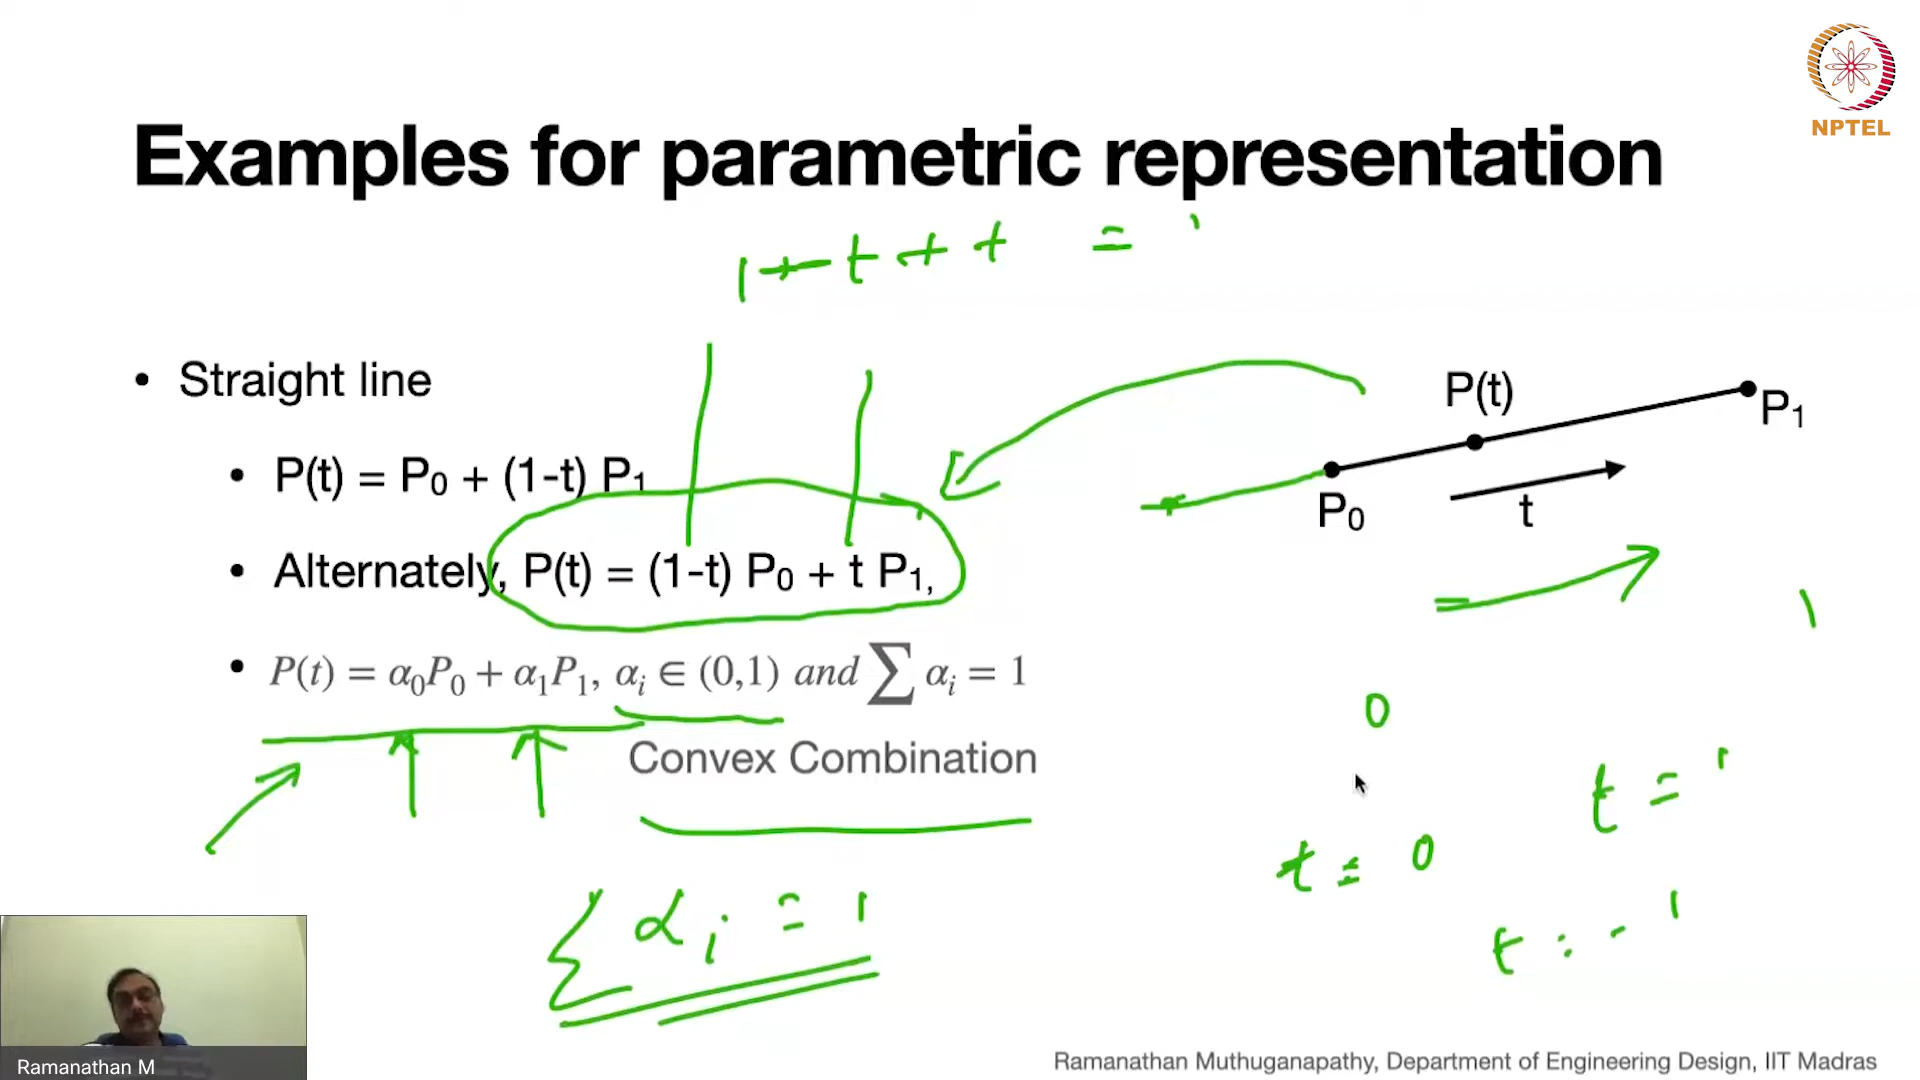 NPTEL
Examples for parametric representation
1 - t + t = 1
• Straight line
• P(t) = P₀ + (1-t) P₁
• Alternately, P(t) = (1-t) P₀ + t P₁,
• P(t) = α₀P₀ + α₁P₁, αᵢ ∈ (0,1) and ∑ αᵢ = 1
Convex Combination
∑ αᵢ = 1
P(t)
P₁
P₀
t
1
0
t = 1
t = 0
t = - 1
Ramanathan M
Ramanathan Muthuganapathy, Department of Engineering Design, IIT Madras